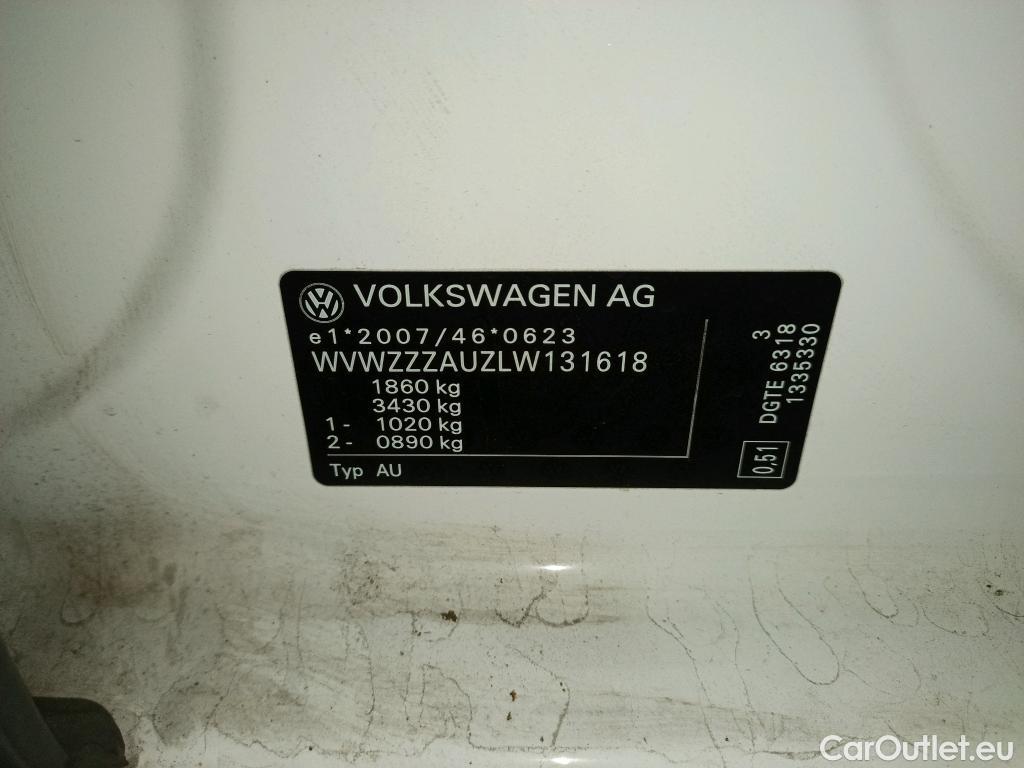 VOLKSWAGEN AG
e1*2007/46*0623
WVWZZZAUZLW131618
1860 kg
3430 kg
1- 1020 kg
2- 0890 kg
Typ AU
3
DGTE 6318
1335330
0,51
CarOutlet.eu